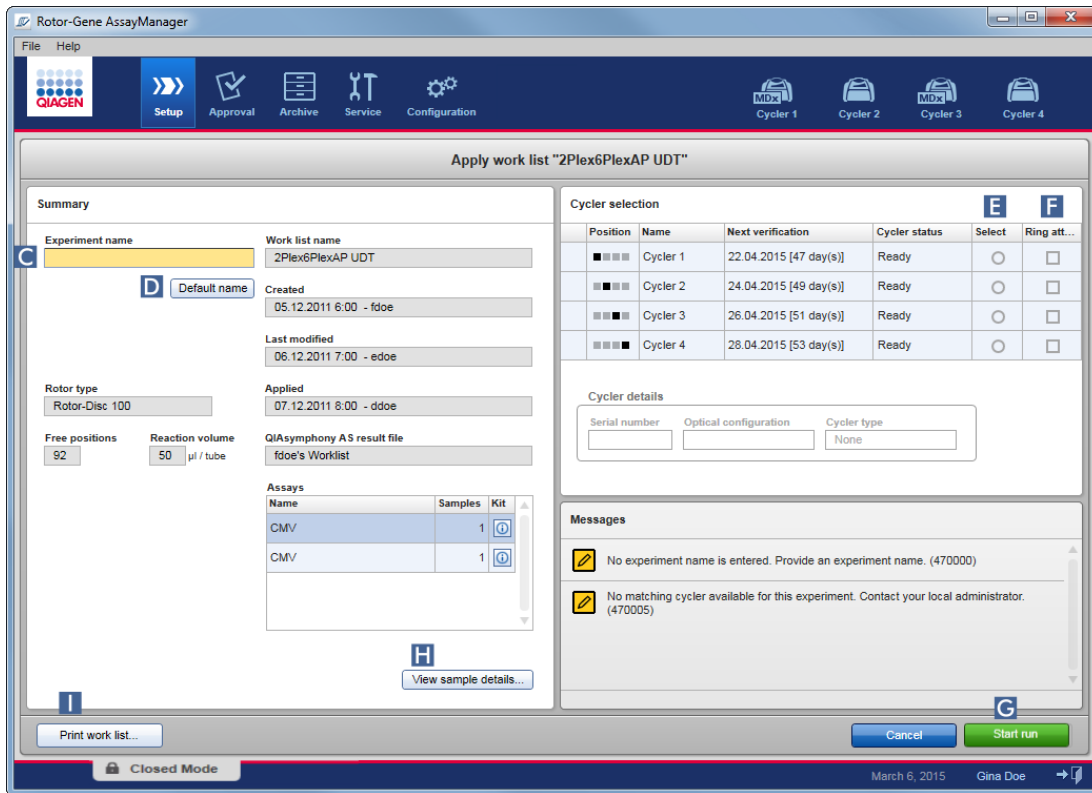 Rotor-Gene AssayManager
File Help
QIAGEN
Setup Approval Archive Service Configuration
MDx MDx
Cycler 1 Cycler 2 Cycler 3 Cycler 4
Apply work list "2Plex6PlexAP UDT"
Summary
Experiment name
C
D Default name
Work list name
2Plex6PlexAP UDT
Created
05.12.2011 6:00 - fdoe
Last modified
06.12.2011 7:00 - edoe
Rotor type
Rotor-Disc 100
Applied
07.12.2011 8:00 - ddoe
Free positions Reaction volume
92 50 µl / tube
QIAsymphony AS result file
fdoe's Worklist
Assays
Name Samples Kit
CMV 1
CMV 1
H
View sample details...
Cycler selection
E F
Position Name Next verification Cycler status Select Ring att...
Cycler 1 22.04.2015 [47 day(s)] Ready
Cycler 2 24.04.2015 [49 day(s)] Ready
Cycler 3 26.04.2015 [51 day(s)] Ready
Cycler 4 28.04.2015 [53 day(s)] Ready
Cycler details
Serial number Optical configuration Cycler type
None
Messages
No experiment name is entered. Provide an experiment name. (470000)
No matching cycler available for this experiment. Contact your local administrator.
(470005)
I
Print work list...
G
Cancel Start run
Closed Mode
March 6, 2015 Gina Doe